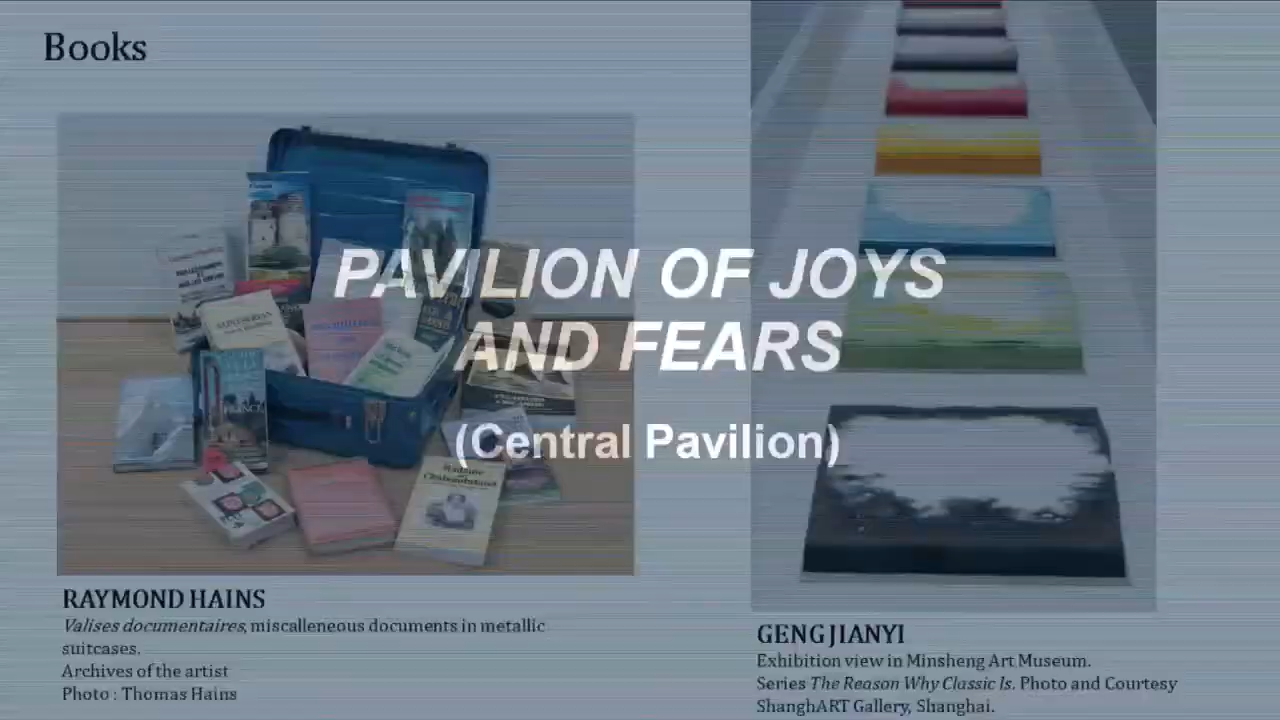 Books
PAVILION OF JOYS
AND FEARS
(Central Pavilion)
RAYMOND HAINS
Valises documentaires, miscalleneous documents in metallic
suitcases.
Archives of the artist
Photo : Thomas Hains
GENG JIANYI
Exhibition view in Minsheng Art Museum.
Series The Reason Why Classic Is. Photo and Courtesy
ShanghART Gallery, Shanghai.